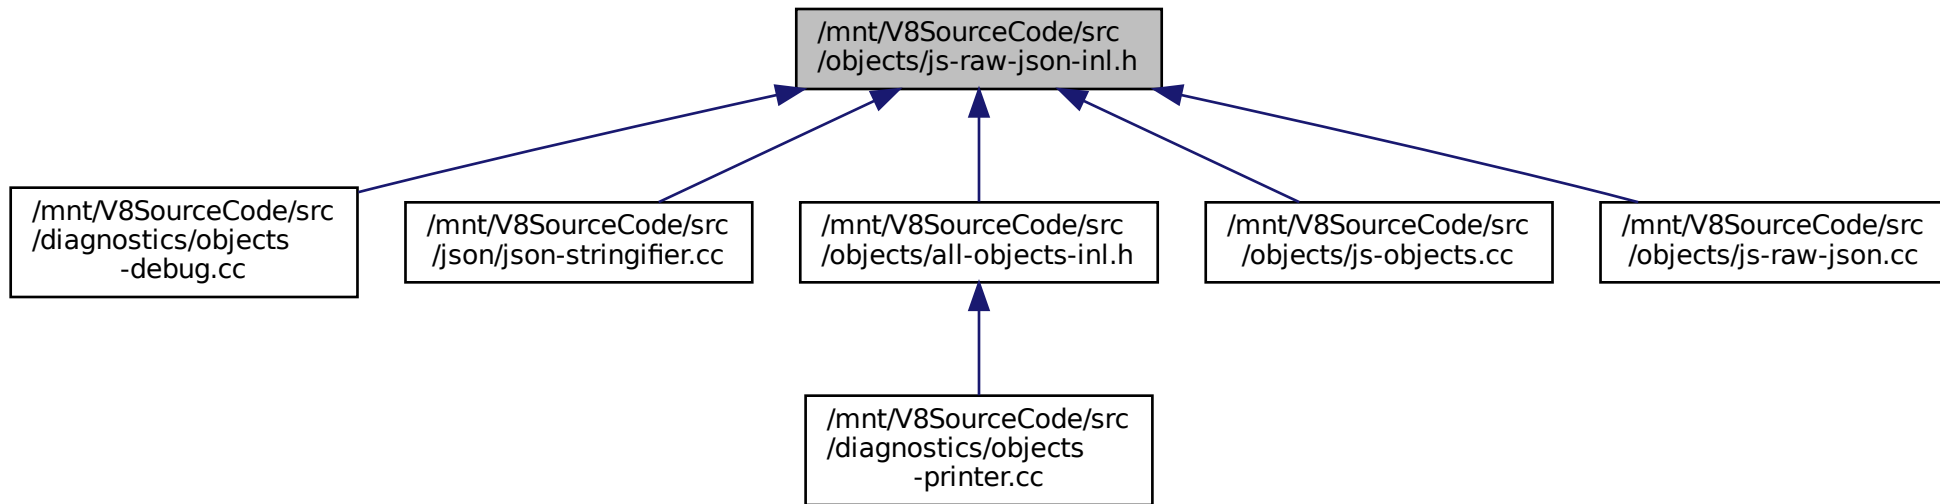 /mnt/V8SourceCode/src
/objects/js-raw-json-inl.h
/mnt/V8SourceCode/src
/diagnostics/objects
-debug.cc
/mnt/V8SourceCode/src
/json/json-stringifier.cc
/mnt/V8SourceCode/src
/objects/all-objects-inl.h
/mnt/V8SourceCode/src
/objects/js-objects.cc
/mnt/V8SourceCode/src
/objects/js-raw-json.cc
/mnt/V8SourceCode/src
/diagnostics/objects
-printer.cc